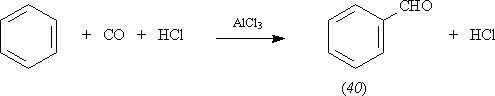 CHO
AlCl3
+ CO + HCl
+ HCl
(40)